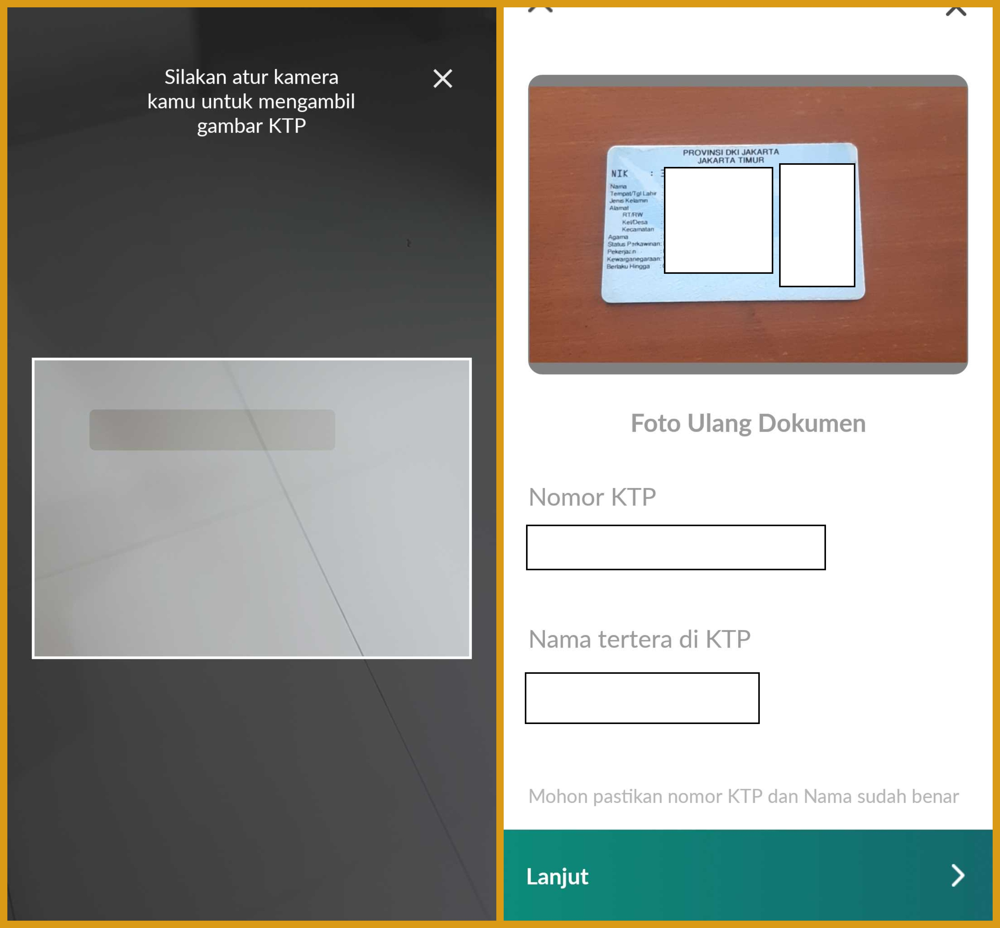 Silakan atur kamera
kamu untuk mengambil
gambar KTP
PROVINSI DKI JAKARTA
JAKARTA TIMUR
NIK : 3
Nama
Tempat/Tgl Lahir :
Jenis Kelamin :
Alamat :
RT/RW :
Kel/Desa :
Kecamatan :
Agama :
Status Perkawinan:
Pekerjaan :
Kewarganegaraan:
Berlaku Hingga :
Foto Ulang Dokumen
Nomor KTP
Nama tertera di KTP
Mohon pastikan nomor KTP dan Nama sudah benar
Lanjut